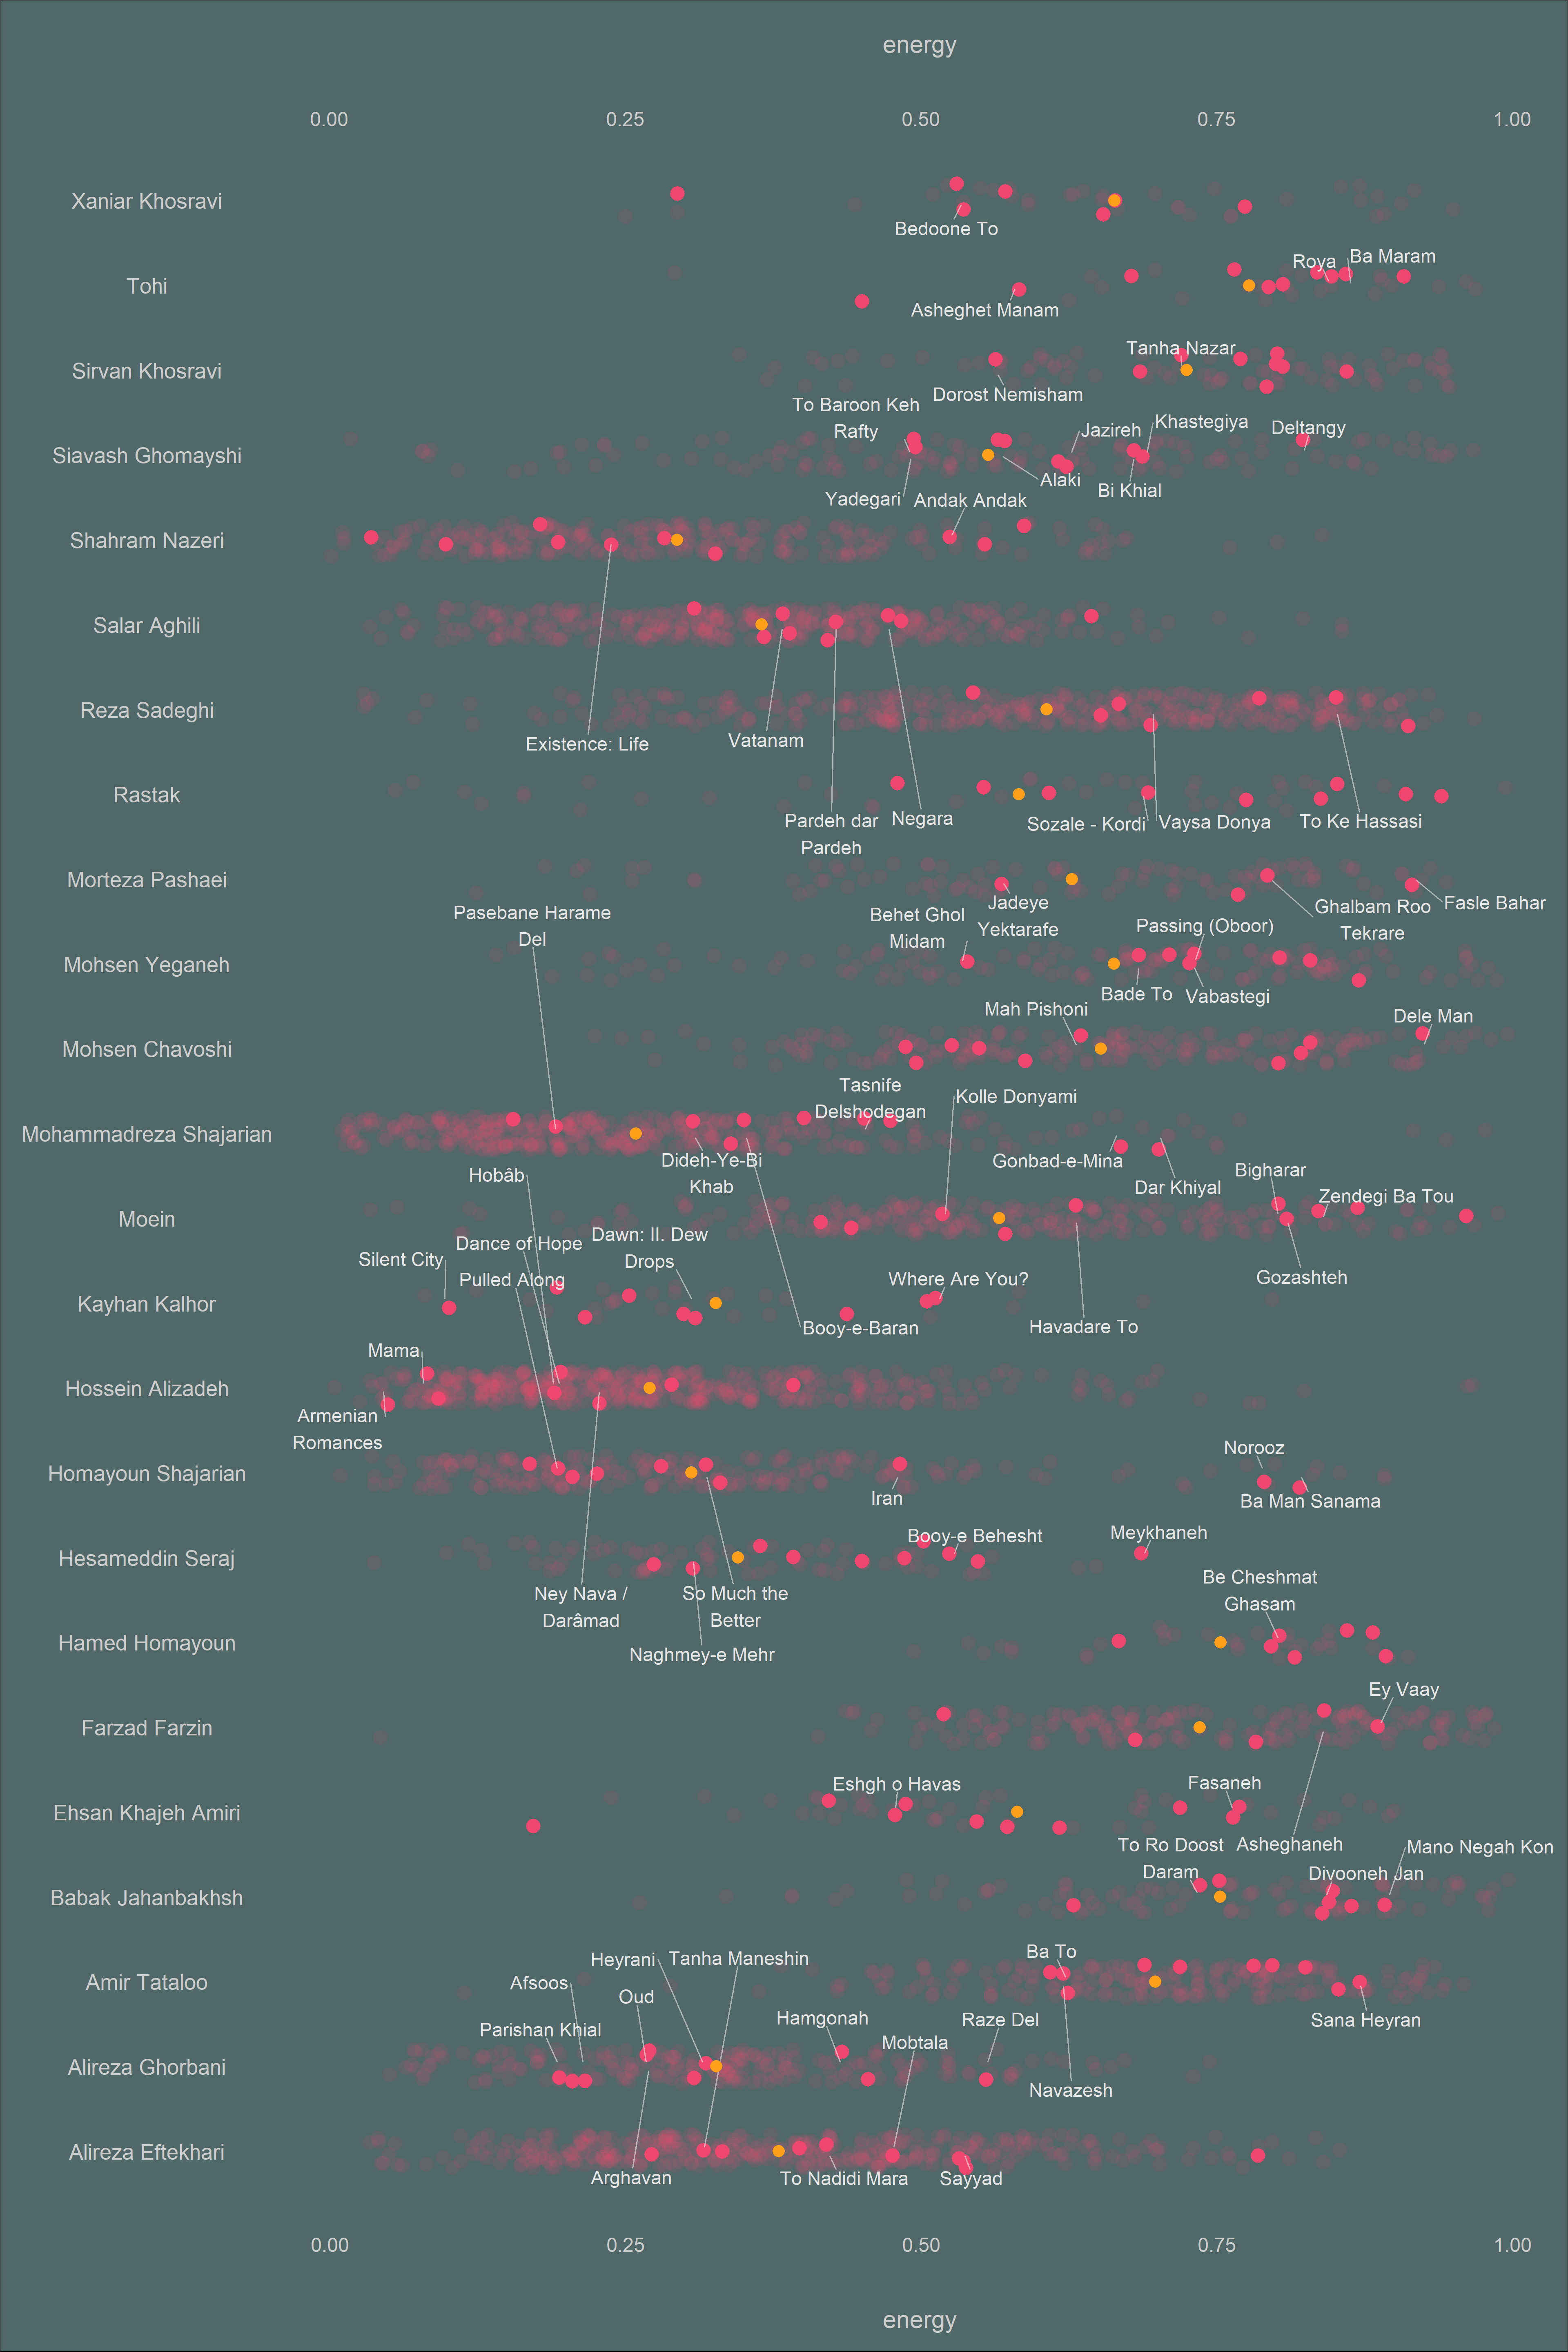 energy
0.00 0.25 0.50 0.75 1.00
Xaniar Khosravi
Bedoone To
Tohi
Roya
Ba Maram
Asheghet Manam
Sirvan Khosravi
Tanha Nazar
Dorost Nemisham
Siavash Ghomayshi
To Baroon Keh
Rafty
Jazireh
Khastegiya
Deltangy
Alaki
Bi Khial
Yadegari
Shahram Nazeri
Andak Andak
Existence: Life
Salar Aghili
Vatanam
Pardeh dar
Pardeh
Negara
Reza Sadeghi
Vaysa Donya
To Ke Hassasi
Rastak
Sozale - Kordi
Morteza Pashaei
Jadeye
Yektarafe
Ghalbam Roo
Tekrare
Fasle Bahar
Mohsen Yeganeh
Behet Ghol
Midam
Passing (Oboor)
Bade To
Vabastegi
Mohsen Chavoshi
Mah Pishoni
Dele Man
Mohammadreza Shajarian
Pasebane Harame
Del
Tasnife
Delshodegan
Dideh-Ye-Bi
Khab
Gonbad-e-Mina
Dar Khiyal
Booy-e-Baran
Moein
Kolle Donyami
Bigharar
Zendegi Ba Tou
Gozashteh
Havadare To
Kayhan Kalhor
Silent City
Dawn: II. Dew
Drops
Where Are You?
Hossein Alizadeh
Hobâb
Dance of Hope
Mama
Armenian
Romances
Ney Nava /
Darâmad
Homayoun Shajarian
Pulled Along
Iran
Norooz
Ba Man Sanama
So Much the
Better
Hesameddin Seraj
Booy-e Behesht
Meykhaneh
Naghmey-e Mehr
Hamed Homayoun
Be Cheshmat
Ghasam
Farzad Farzin
Ey Vaay
Asheghaneh
Ehsan Khajeh Amiri
Eshgh o Havas
Fasaneh
Babak Jahanbakhsh
To Ro Doost
Daram
Divooneh Jan
Mano Negah Kon
Amir Tataloo
Ba To
Navazesh
Sana Heyran
Alireza Ghorbani
Parishan Khial
Afsoos
Oud
Heyrani
Hamgonah
Raze Del
Arghavan
Alireza Eftekhari
Tanha Maneshin
Mobtala
To Nadidi Mara
Sayyad
0.00 0.25 0.50 0.75 1.00
energy